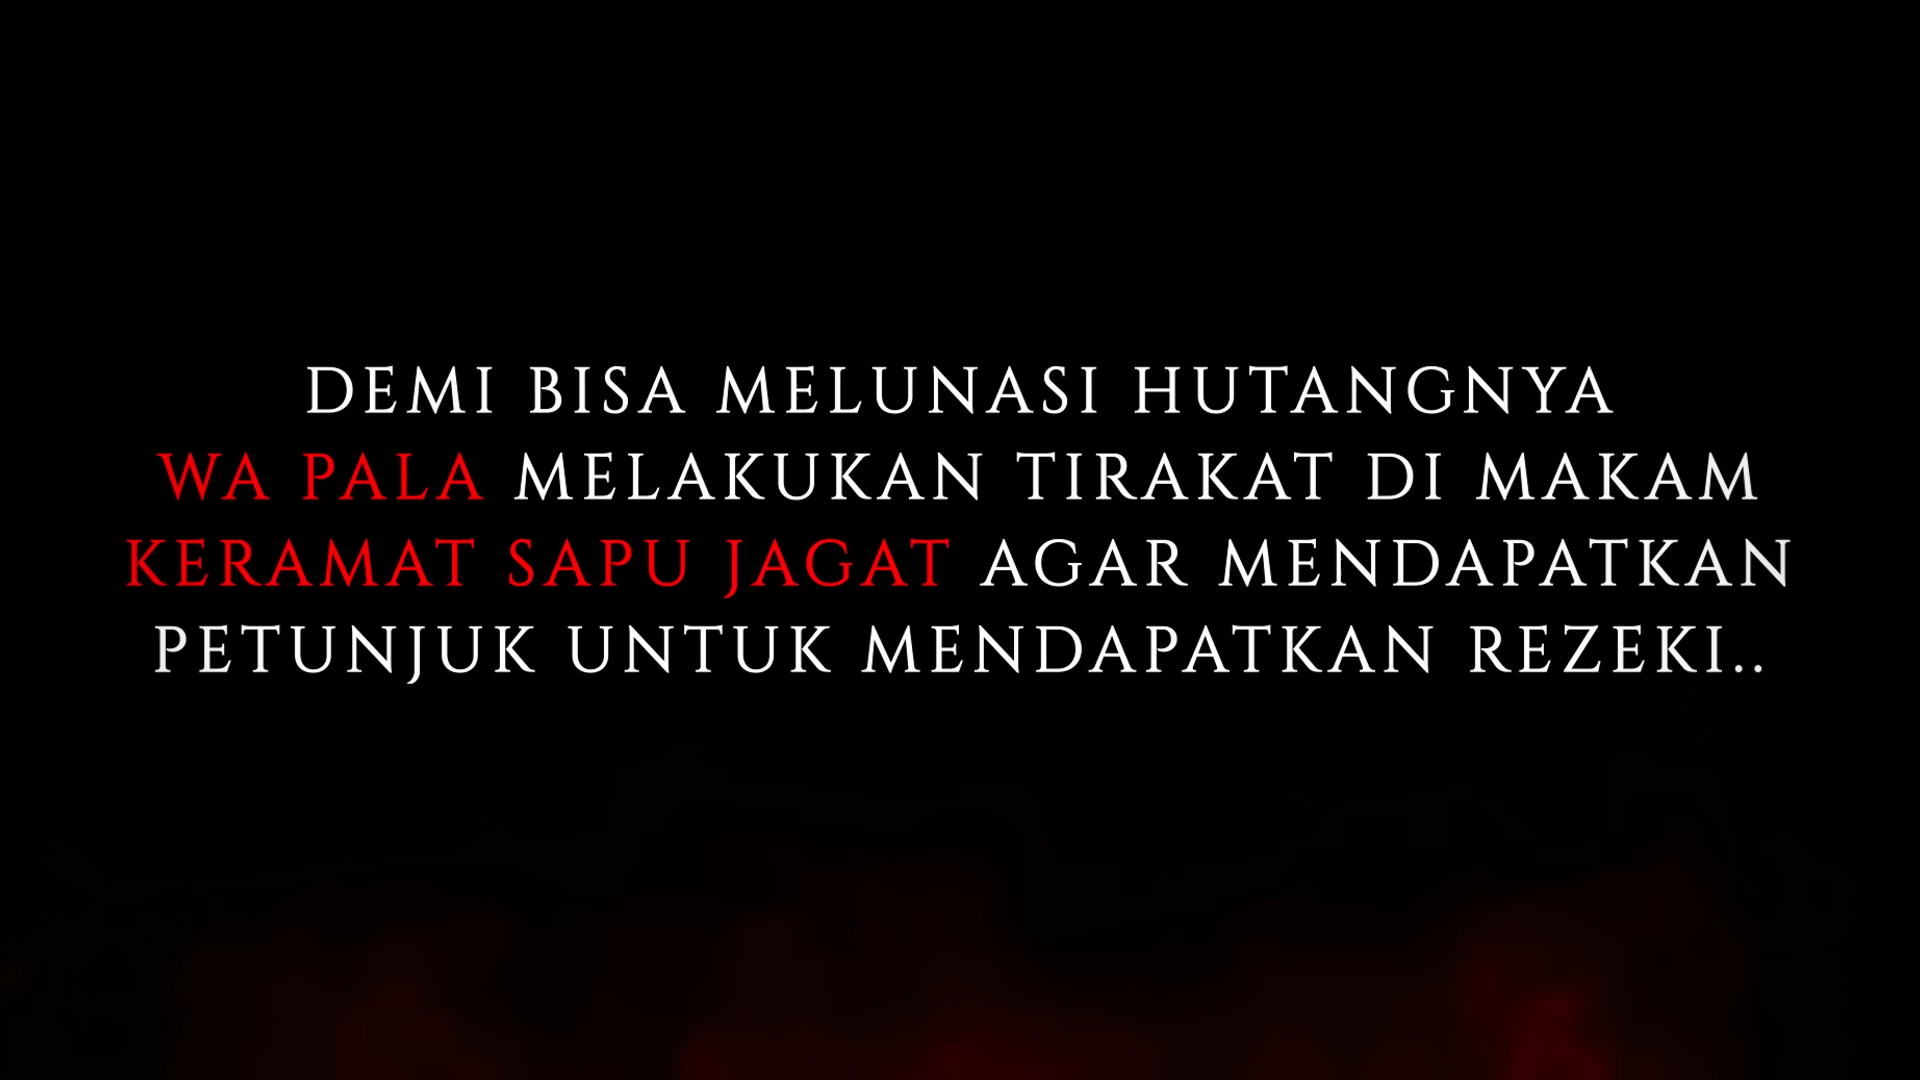 DEMI BISA MELUNASI HUTANGNYA
WA PALA MELAKUKAN TIRAKAT DI MAKAM
KERAMAT SAPU JAGAT AGAR MENDAPATKAN
PETUNJUK UNTUK MENDAPATKAN REZEKI..